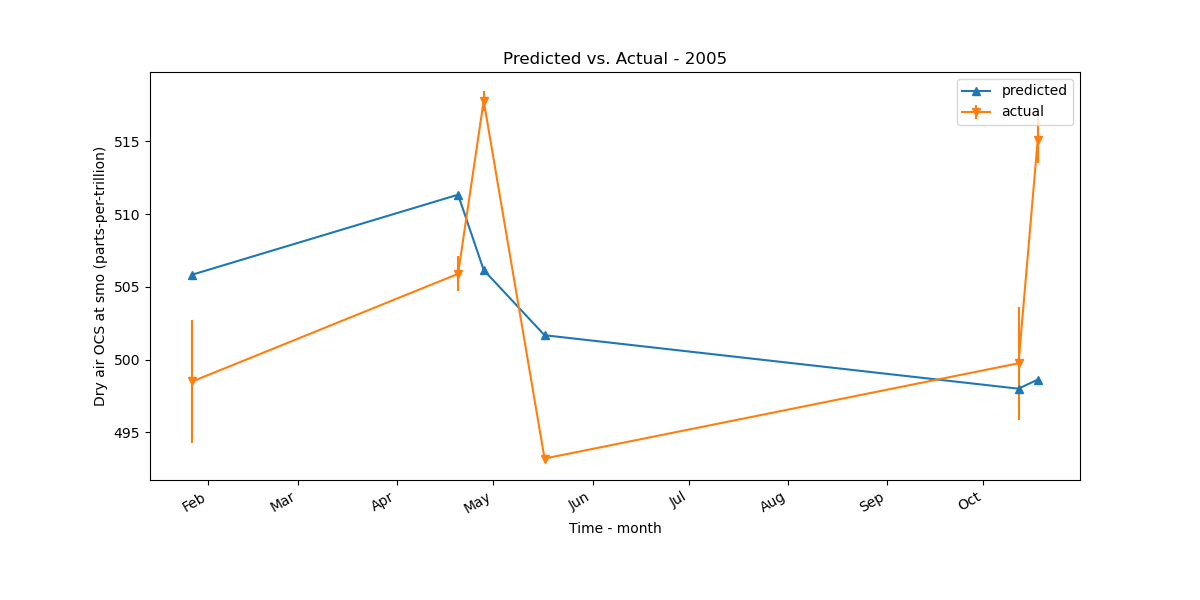 Predicted vs. Actual - 2005
predicted
actual
Dry air OCS at smo (parts-per-trillion)
515
510
505
500
495
Feb
Mar
Apr
May
Jun
Jul
Aug
Sep
Oct
Time - month